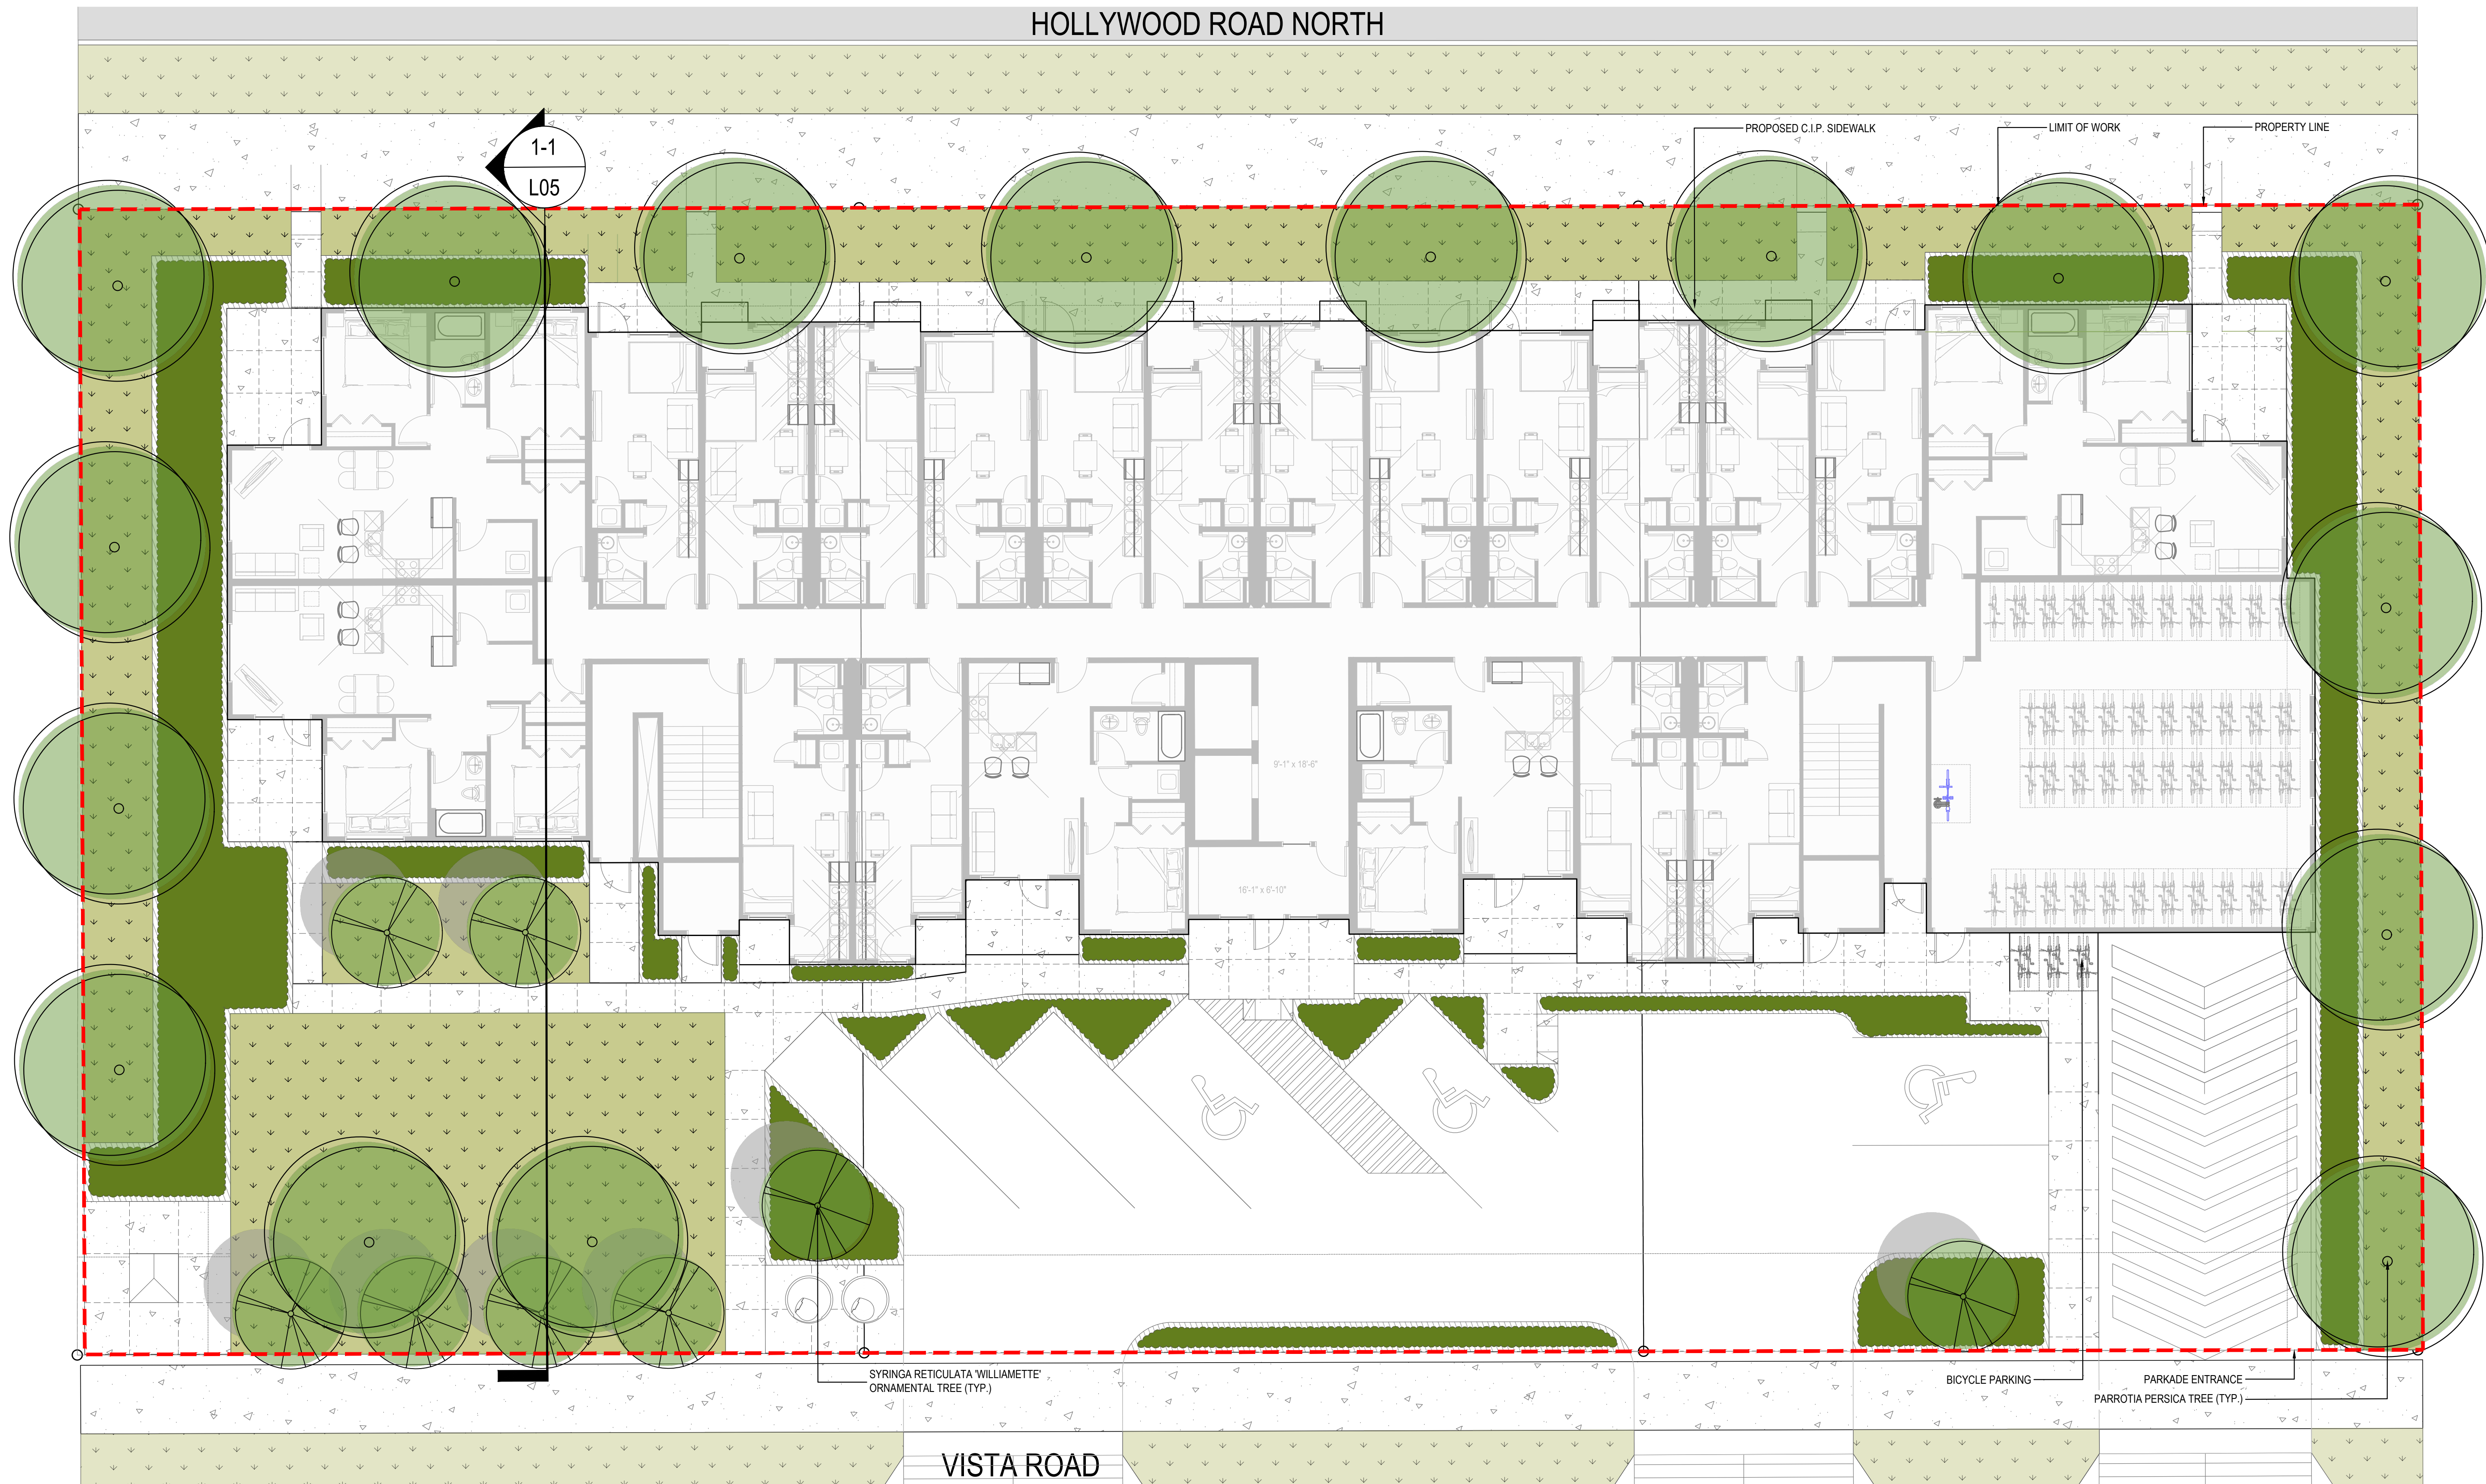 HOLLYWOOD ROAD NORTH
PROPOSED C.I.P. SIDEWALK
LIMIT OF WORK
PROPERTY LINE
1-1
L05
9'-1" x 18'-6"
16'-1" x 6'-10"
SYRINGA RETICULATA 'WILLIAMETTE'
ORNAMENTAL TREE (TYP.)
BICYCLE PARKING
PARKADE ENTRANCE
PARROTIA PERSICA TREE (TYP.)
VISTA ROAD